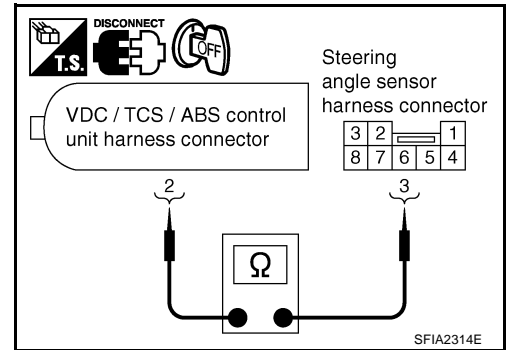 DISCONNECT
T.S.
OFF
Steering
angle sensor
harness connector
VDC / TCS / ABS control
unit harness connector
3 2 1
8 7 6 5 4
2
3
Ω
SFIA2314E